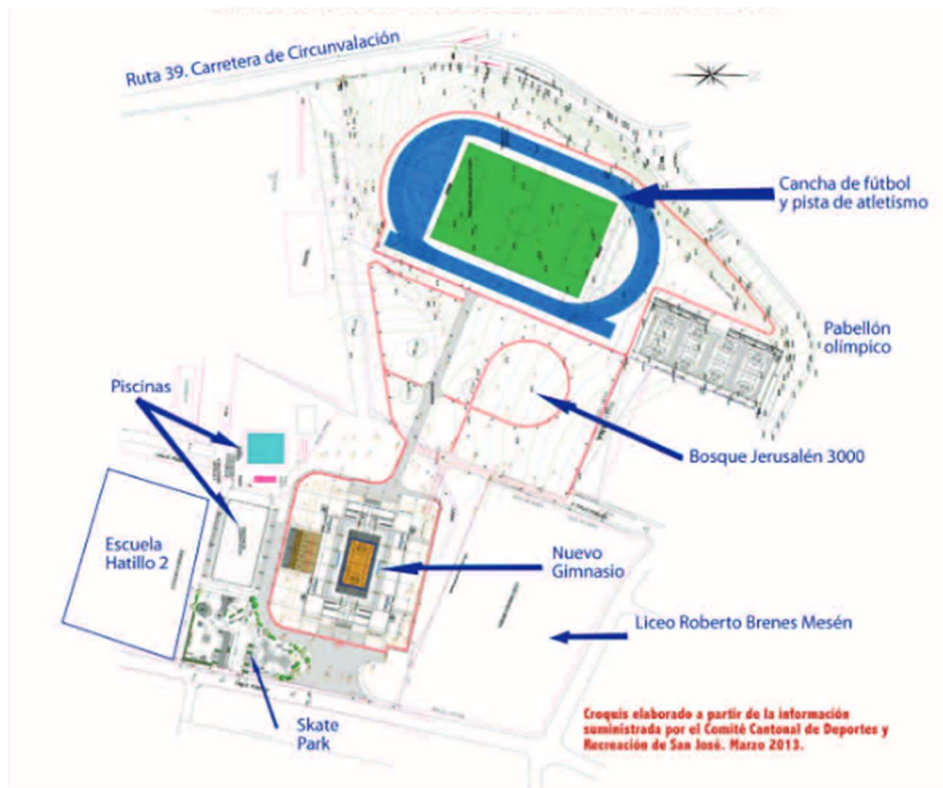 Ruta 39. Carretera de Circunvalación
Cancha de fútbol
y pista de atletismo
Pabellón
olímpico
Piscinas
Bosque Jerusalén 3000
Escuela
Hatillo 2
Nuevo
Gimnasio
Liceo Roberto Brenes Mesén
Skate
Park
Croquis elaborado a partir de la información
suministrada por el Comité Cantonal de Deportes y
Recreación de San José. Marzo 2013.